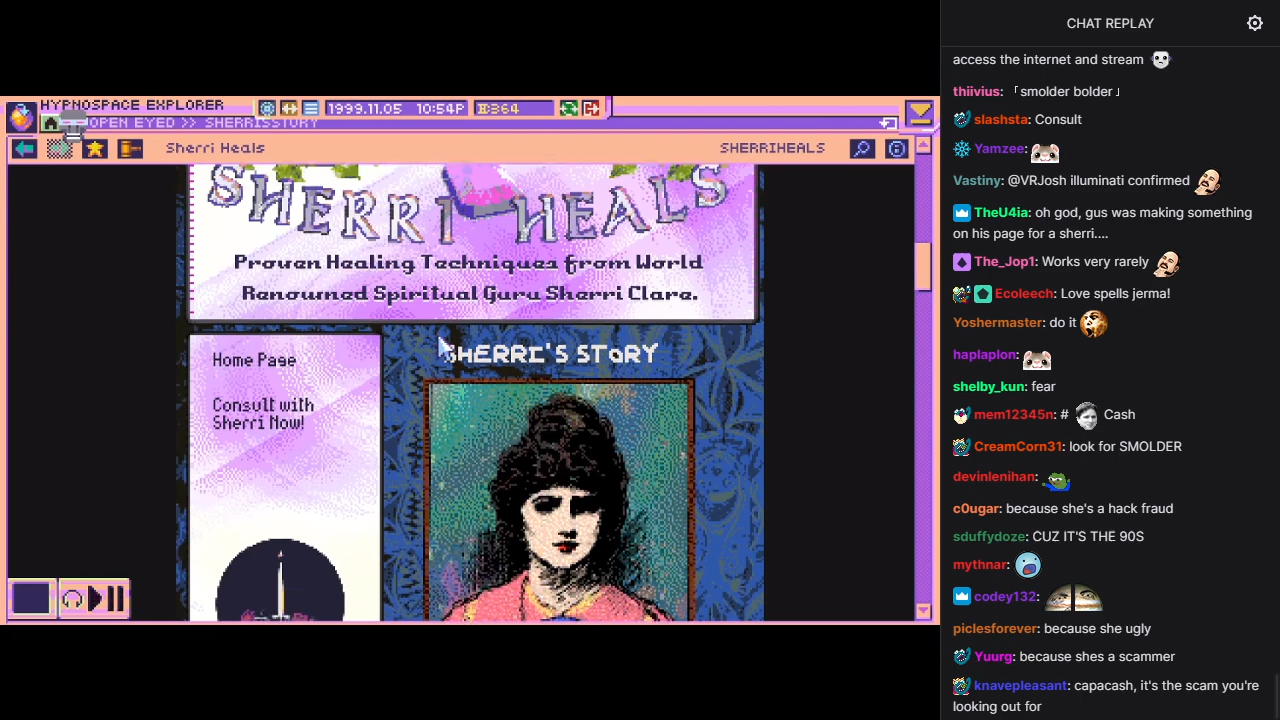 CHAT REPLAY
HYPNOSPACE EXPLORER
1999.11.05 10:54P
364
OPEN EYED >> SHERRISSTORY
Sherri Heals
SHERRIHEALS
SHERRI HEALS
Proven Healing Techniques from World
Renowned Spiritual Guru Sherri Clare.
Home Page
Consult with
Sherri Now!
SHERRI'S STORY
access the internet and stream
thiivius: 「smolder bolder」
slashsta: Consult
Yamzee:
Vastiny: @VRJosh illuminati confirmed
TheU4ia: oh god, gus was making something
on his page for a sherri....
The_Jop1: Works very rarely
Ecoleech: Love spells jerma!
Yoshermaster: do it
haplaplon:
shelby_kun: fear
mem12345n: # Cash
CreamCorn31: look for SMOLDER
devinlenihan:
c0ugar: because she's a hack fraud
sduffydoze: CUZ IT'S THE 90S
mythnar:
codey132:
piclesforever: because she ugly
Yuurg: because shes a scammer
knavepleasant: capacash, it's the scam you're
looking out for